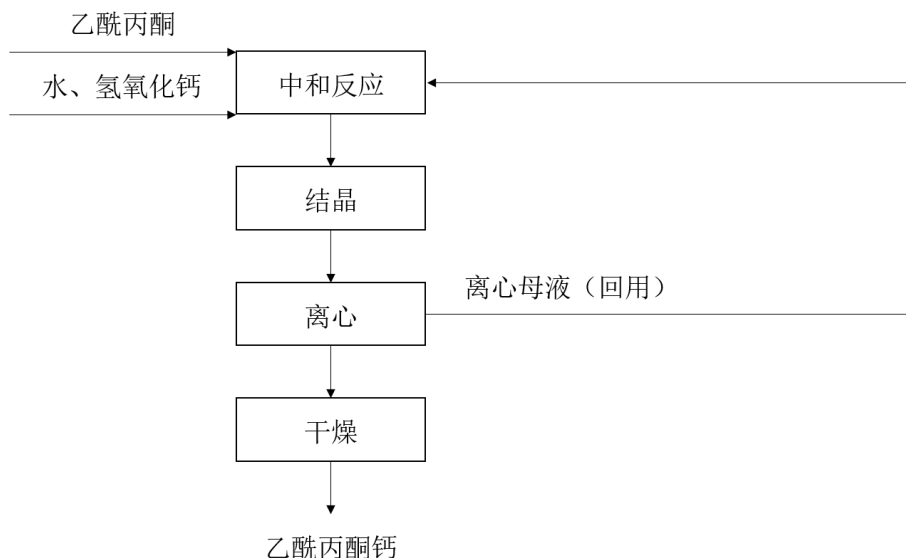 乙酰丙酮
水、氢氧化钙
中和反应
结晶
离心
离心母液（回用）
干燥
乙酰丙酮钙